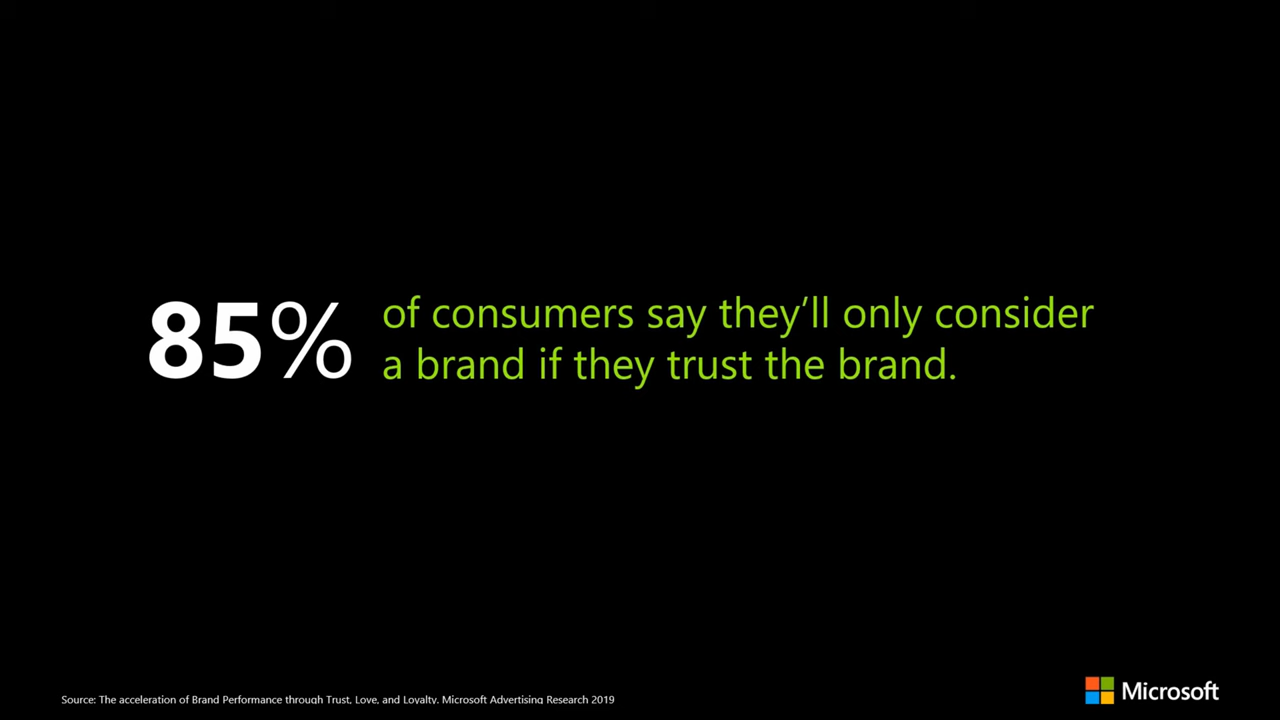 85%
of consumers say they’ll only consider
a brand if they trust the brand.
Source: The acceleration of Brand Performance through Trust, Love, and Loyalty. Microsoft Advertising Research 2019
Microsoft